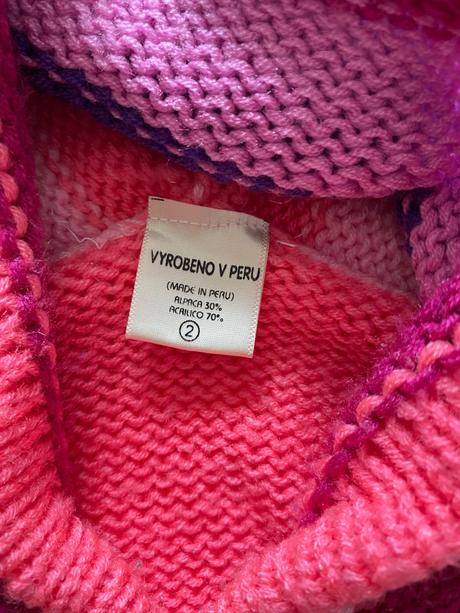 VYROBENO V PERU
(MADE IN PERU)
ALPACA 30%
ACRILICO 70%
2